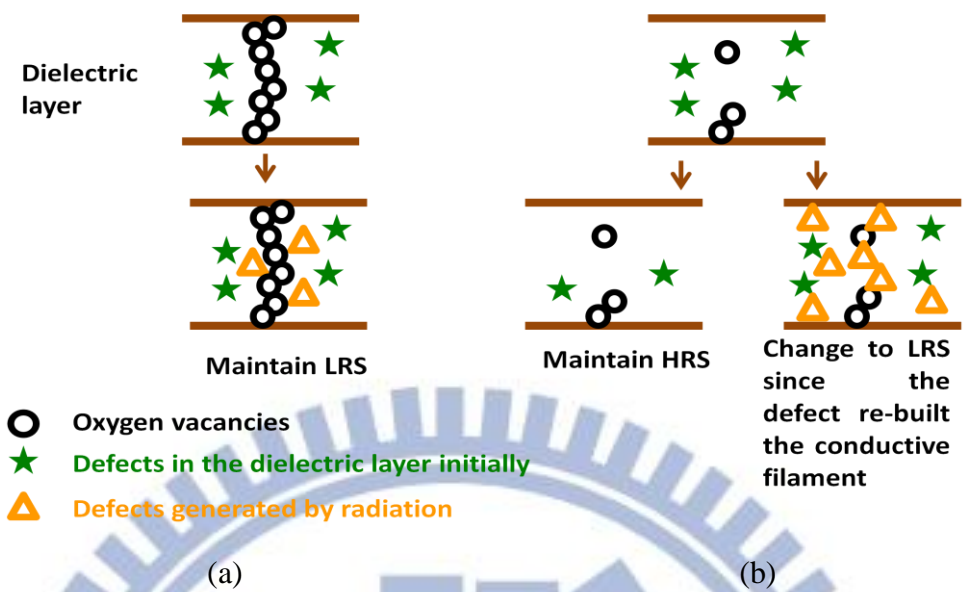 Dielectric
layer
Maintain LRS
Maintain HRS
Change to LRS
since the
defect re-built
the conductive
filament
Oxygen vacancies
Defects in the dielectric layer initially
Defects generated by radiation
(a)
(b)